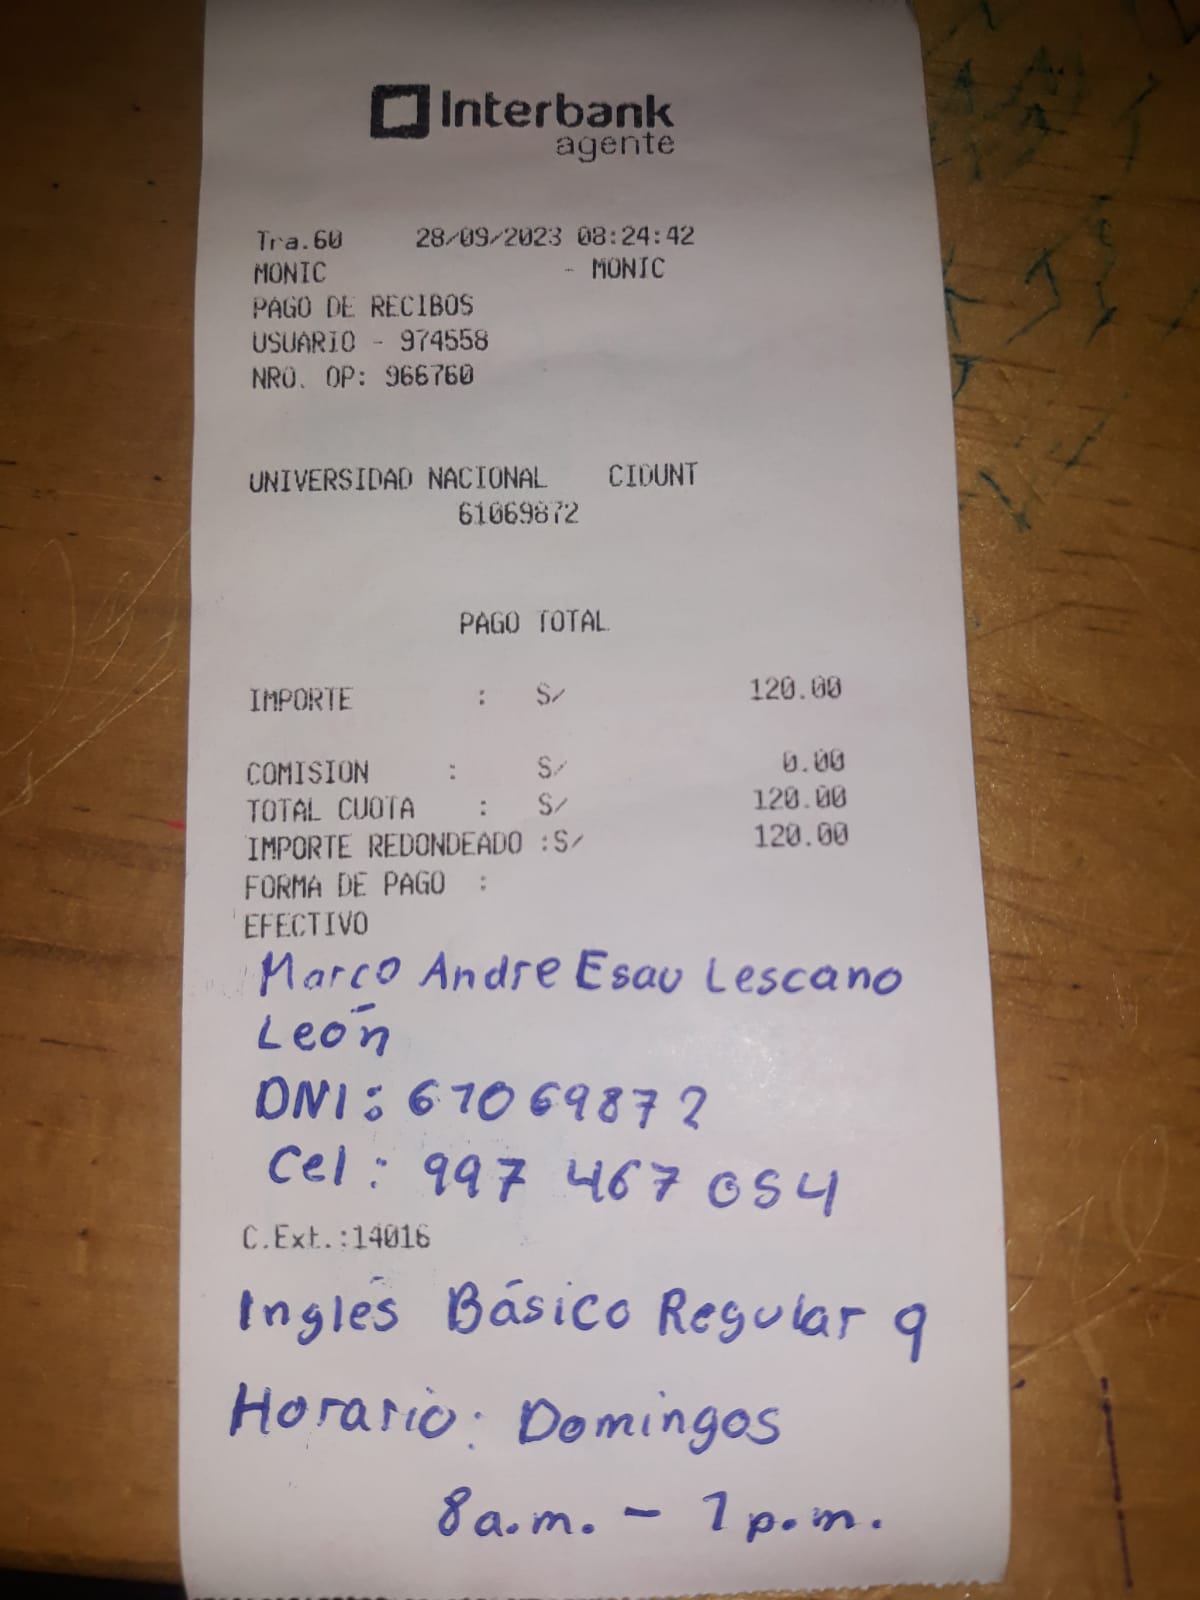 Interbank
agente
Tra.60 28/09/2023 08:24:42
MONIC - MONIC
PAGO DE RECIBOS
USUARIO - 974558
NRO. OP: 966760
UNIVERSIDAD NACIONAL CIDUNT
61069872
PAGO TOTAL
IMPORTE : S/ 120.00
COMISION : S/ 0.00
TOTAL CUOTA : S/ 120.00
IMPORTE REDONDEADO :S/ 120.00
FORMA DE PAGO :
EFECTIVO
Marco Andre Esau Lescano
León
DNI: 61069872
Cel: 997 467 054
C.Ext.:14016
Inglés Básico Regular 9
Horario: Domingos
8 a.m. - 1 p.m.